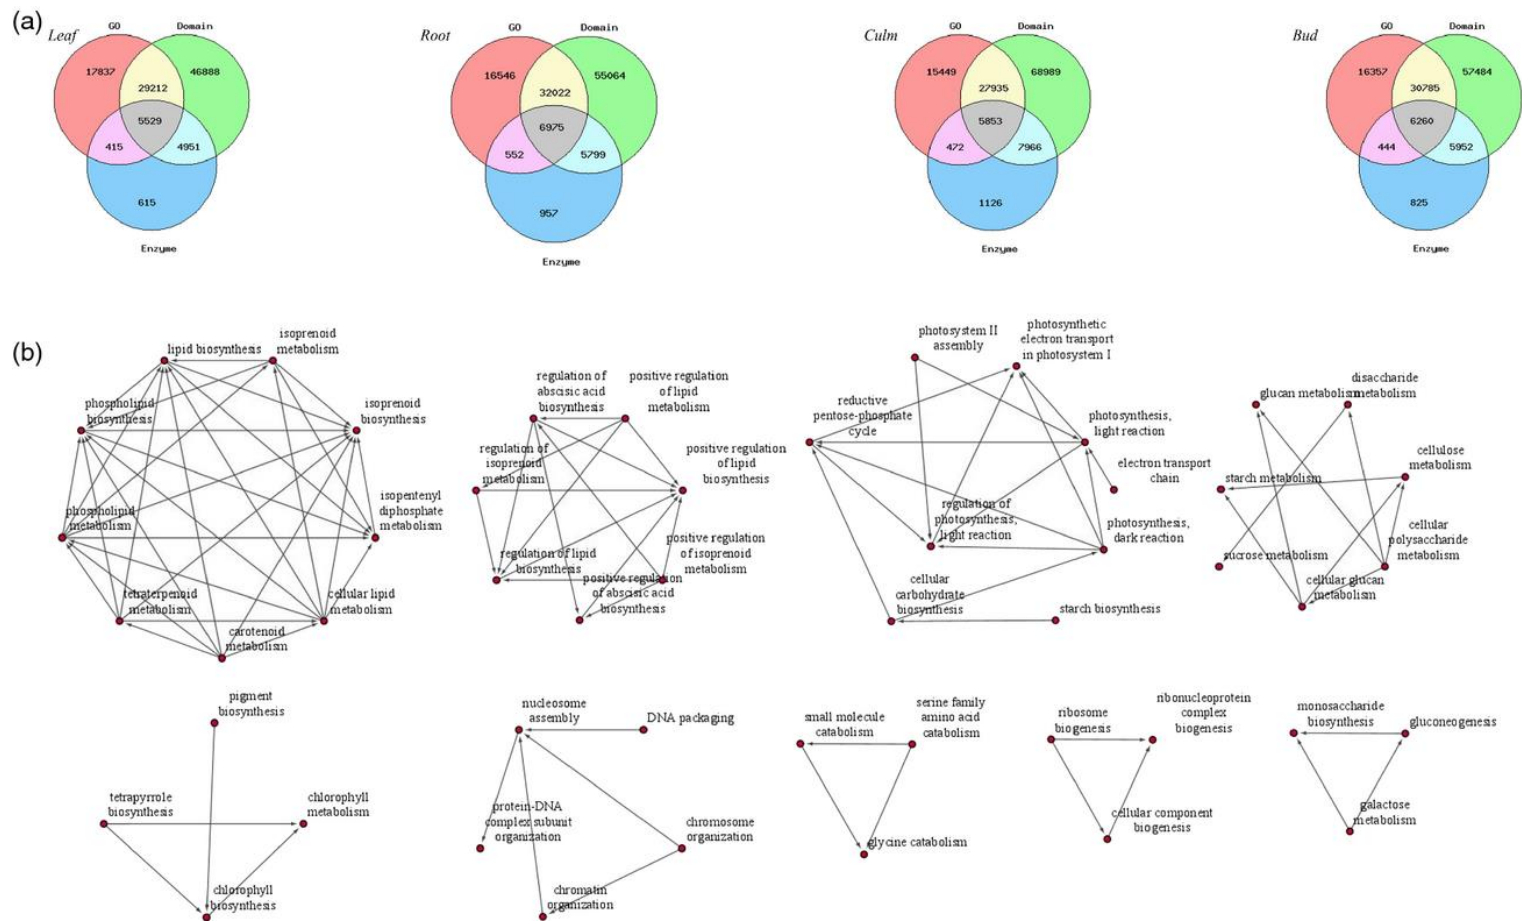 (a)
Leaf
GO
Domain
17837
46888
29212
5529
415
4951
615
Enzyme
Root
GO
Domain
16546
55064
32022
6975
552
5799
957
Enzyme
Culm
GO
Domain
15449
68989
27935
5853
472
7966
1126
Enzyme
Bud
GO
Domain
16357
57484
30785
6260
444
5952
825
Enzyme
(b)
lipid biosynthesis
isoprenoid
metabolism
phospholipid
biosynthesis
isoprenoid
biosynthesis
phospholipid
metabolism
isopentenyl
diphosphate
metabolism
tetraterpenoid
metabolism
cellular lipid
metabolism
carotenoid
metabolism
regulation of
abscisic acid
biosynthesis
positive regulation
of lipid
metabolism
regulation of
isoprenoid
metabolism
positive regulation
of lipid
biosynthesis
regulation of lipid
biosynthesis
positive regulation
of isoprenoid
metabolism
positive regulation
of abscisic acid
biosynthesis
photosystem II
assembly
photosynthetic
electron transport
in photosystem I
reductive
pentose-phosphate
cycle
photosynthesis,
light reaction
electron transport
chain
regulation of
photosynthesis,
light reaction
photosynthesis,
dark reaction
cellular
carbohydrate
biosynthesis
starch biosynthesis
glucan metabolism
disaccharide
metabolism
cellulose
metabolism
starch metabolism
cellular
polysaccharide
metabolism
sucrose metabolism
cellular glucan
metabolism
pigment
biosynthesis
tetrapyrrole
biosynthesis
chlorophyll
metabolism
chlorophyll
biosynthesis
nucleosome
assembly
DNA packaging
protein-DNA
complex subunit
organization
chromosome
organization
chromatin
organization
small molecule
catabolism
serine family
amino acid
catabolism
glycine catabolism
ribosome
biogenesis
ribonucleoprotein
complex
biogenesis
cellular component
biogenesis
monosaccharide
biosynthesis
gluconeogenesis
galactose
metabolism